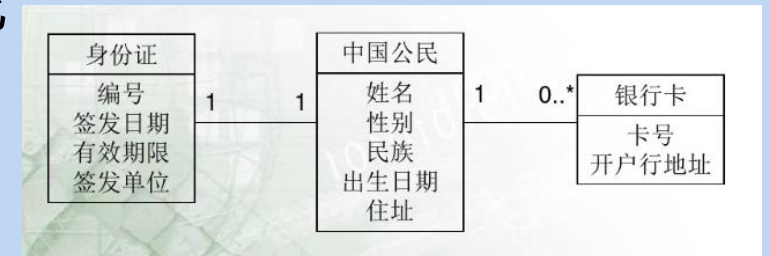 身份证
编号
签发日期
有效期限
签发单位
1
1
中国公民
姓名
性别
民族
出生日期
住址
1
0..*
银行卡
卡号
开户行地址